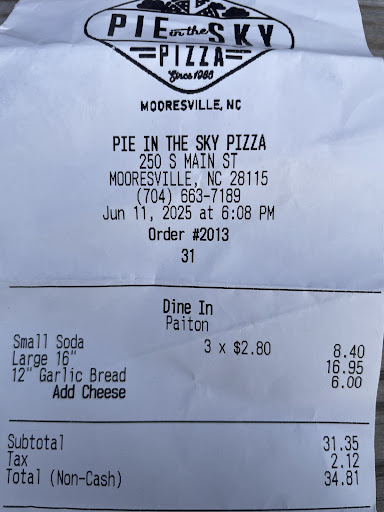 PIE in the SKY
PIZZA
Since 1988
MOORESVILLE, NC
PIE IN THE SKY PIZZA
250 S MAIN ST
MOORESVILLE, NC 28115
(704) 663-7189
Jun 11, 2025 at 6:08 PM
Order #2013
31
Dine In
Paiton
Small Soda 3 x $2.80 8.40
Large 16" 16.95
12" Garlic Bread 6.00
Add Cheese
Subtotal 31.35
Tax 2.12
Total (Non-Cash) 34.81